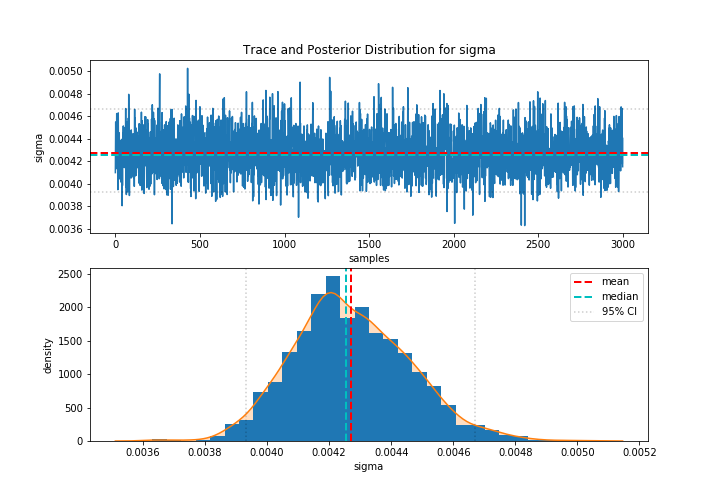 Trace and Posterior Distribution for sigma
0.0050
0.0048
0.0046
0.0044
0.0042
0.0040
0.0038
0.0036
sigma
0 500 1000 1500 2000 2500 3000
samples
2500
2000
1500
1000
500
0
density
mean
median
95% CI
0.0036 0.0038 0.0040 0.0042 0.0044 0.0046 0.0048 0.0050 0.0052
sigma